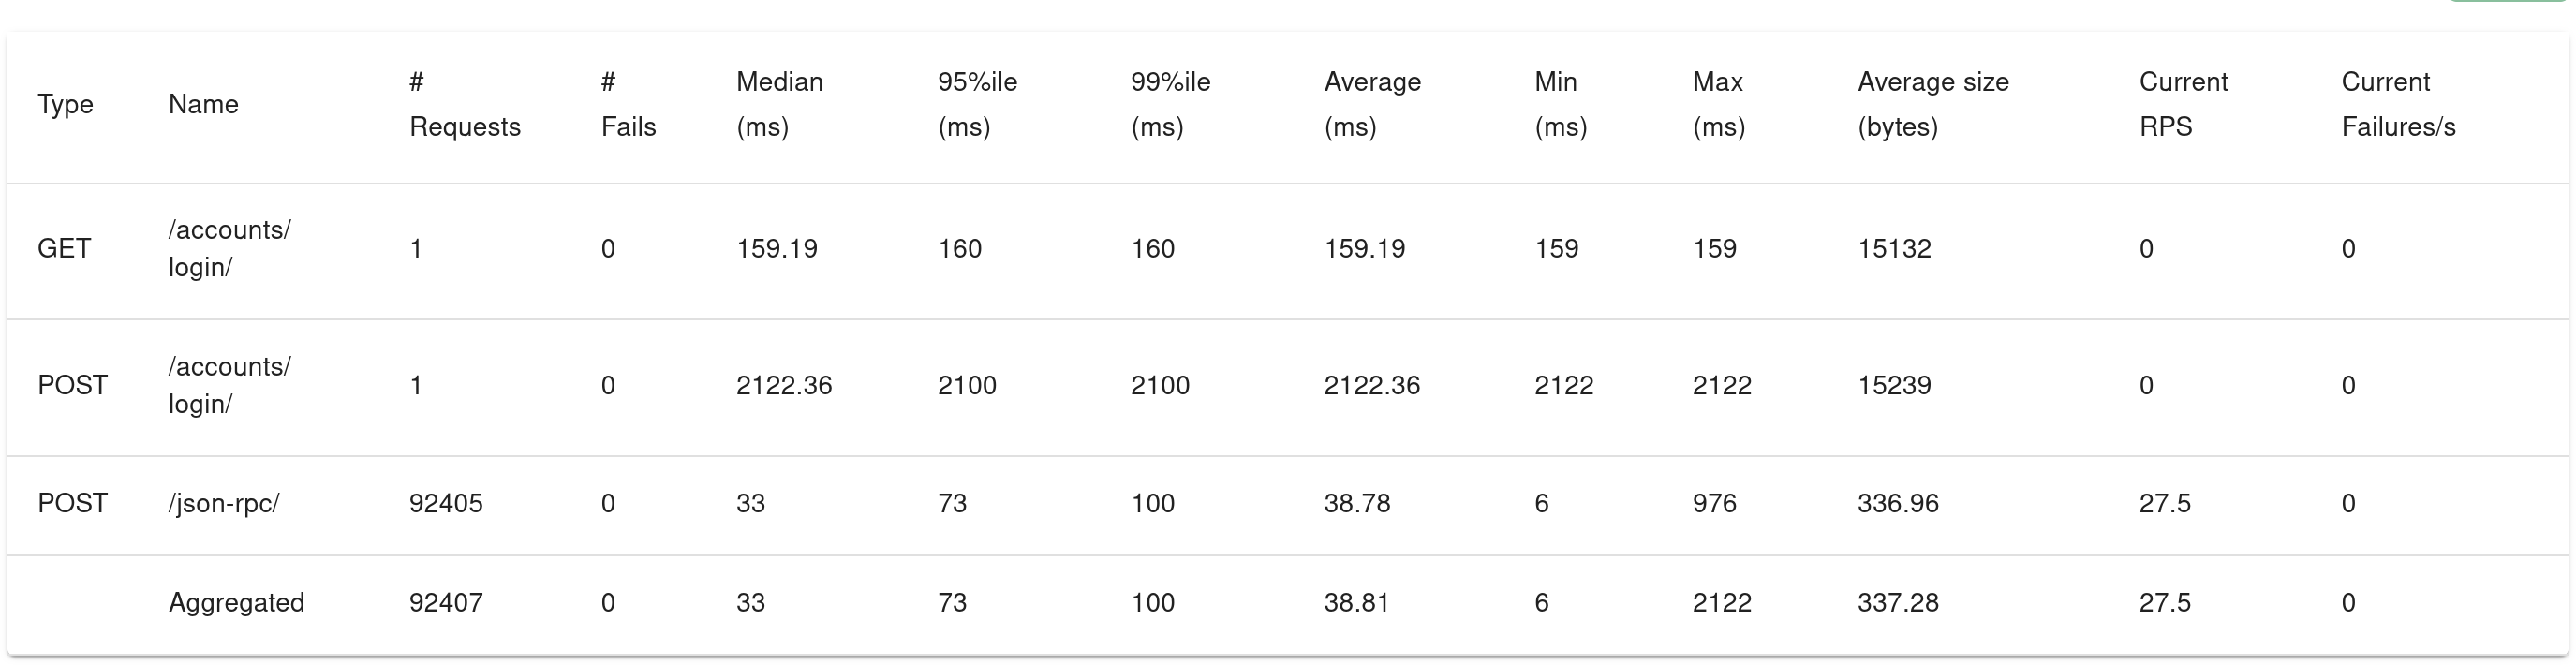 Type Name # Requests # Fails Median (ms) 95%ile (ms) 99%ile (ms) Average (ms) Min (ms) Max (ms) Average size (bytes) Current RPS Current Failures/s
GET /accounts/login/ 1 0 159.19 160 160 159.19 159 159 15132 0 0
POST /accounts/login/ 1 0 2122.36 2100 2100 2122.36 2122 2122 15239 0 0
POST /json-rpc/ 92405 0 33 73 100 38.78 6 976 336.96 27.5 0
Aggregated 92407 0 33 73 100 38.81 6 2122 337.28 27.5 0